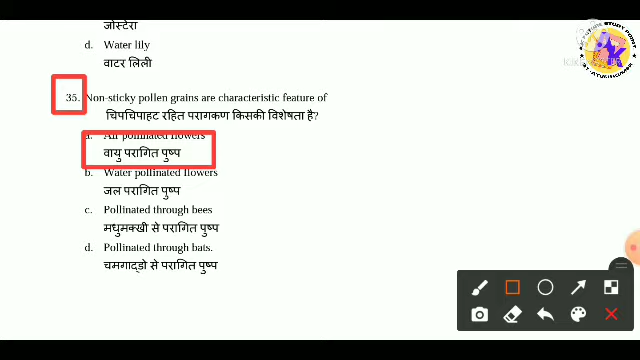 जोस्टेरा
d. Water lily
वाटर लिली
35. Non-sticky pollen grains are characteristic feature of
चिपचिपाहट रहित परागकण किसकी विशेषता है?
a. Air pollinated flowers
वायु परागित पुष्प
b. Water pollinated flowers
जल परागित पुष्प
c. Pollinated through bees
मधुमक्खी से परागित पुष्प
d. Pollinated through bats.
चमगाद्ड़ो से परागित पुष्प